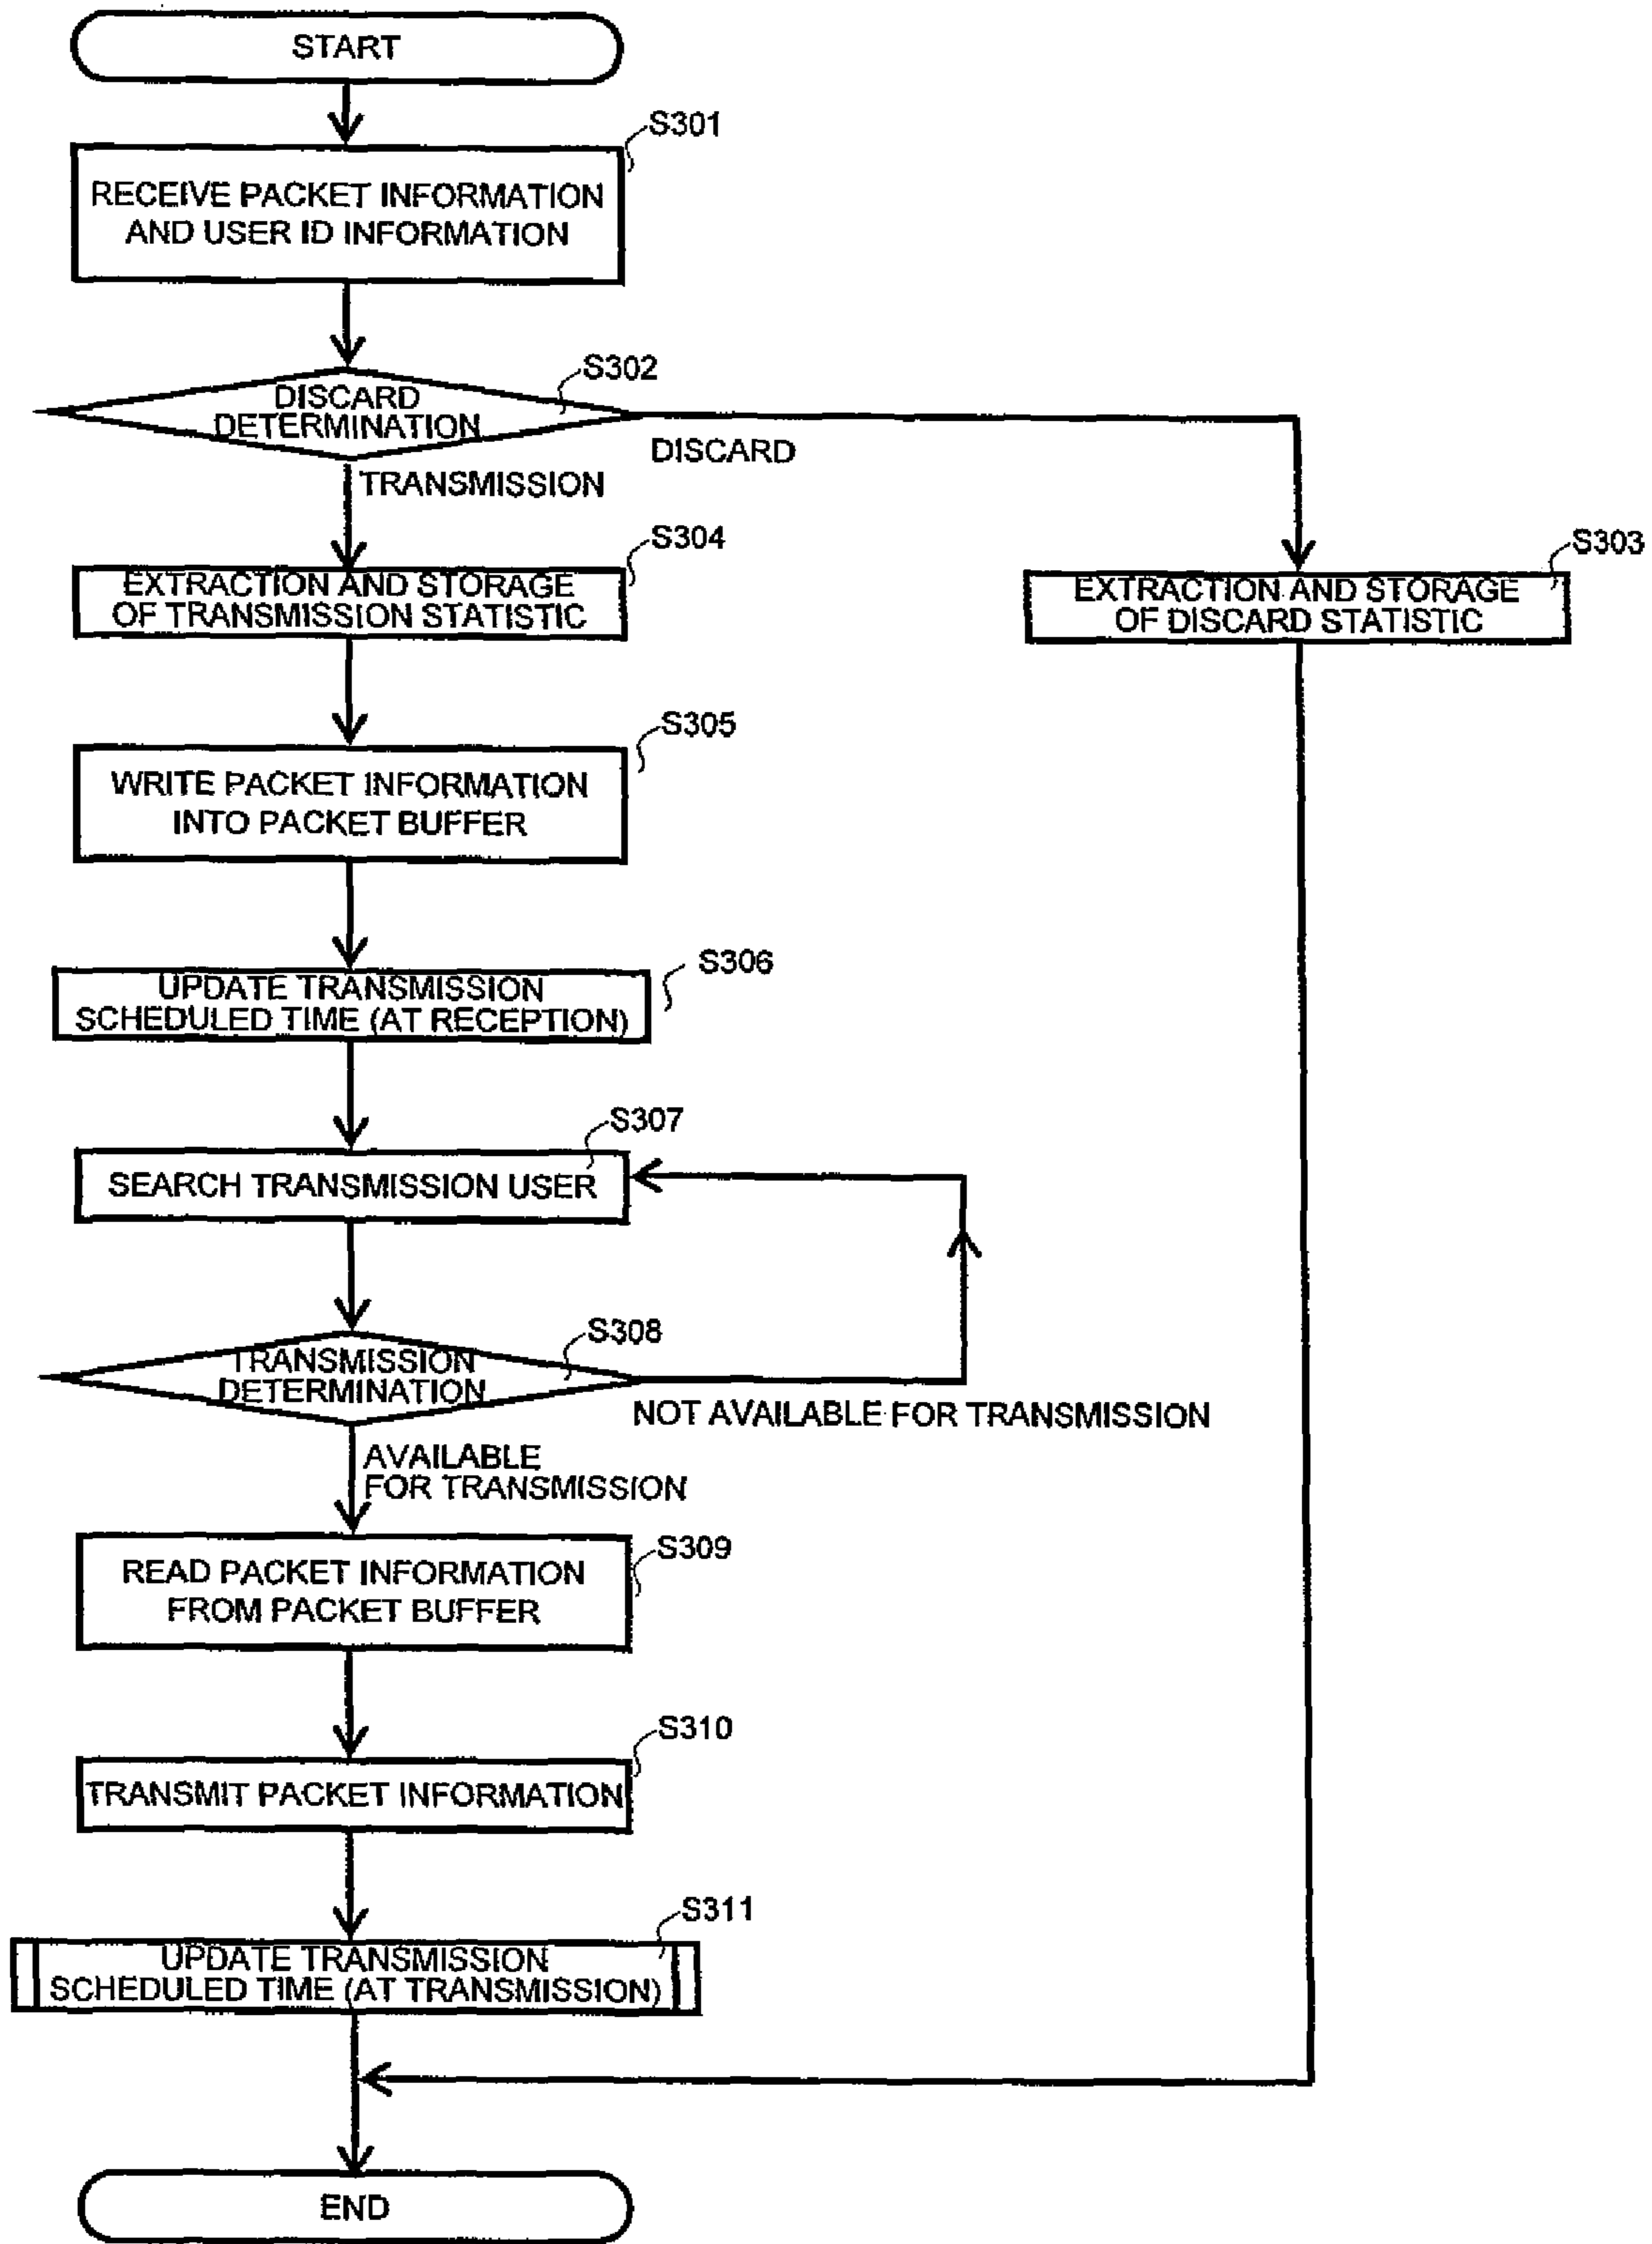 START
S301
RECEIVE PACKET INFORMATION
AND USER ID INFORMATION
S302
DISCARD
DETERMINATION
DISCARD
TRANSMISSION
S304
EXTRACTION AND STORAGE
OF TRANSMISSION STATISTIC
S303
EXTRACTION AND STORAGE
OF DISCARD STATISTIC
S305
WRITE PACKET INFORMATION
INTO PACKET BUFFER
S306
UPDATE TRANSMISSION
SCHEDULED TIME (AT RECEPTION)
S307
SEARCH TRANSMISSION USER
S308
TRANSMISSION
DETERMINATION
NOT AVAILABLE FOR TRANSMISSION
AVAILABLE
FOR TRANSMISSION
S309
READ PACKET INFORMATION
FROM PACKET BUFFER
S310
TRANSMIT PACKET INFORMATION
S311
UPDATE TRANSMISSION
SCHEDULED TIME (AT TRANSMISSION)
END